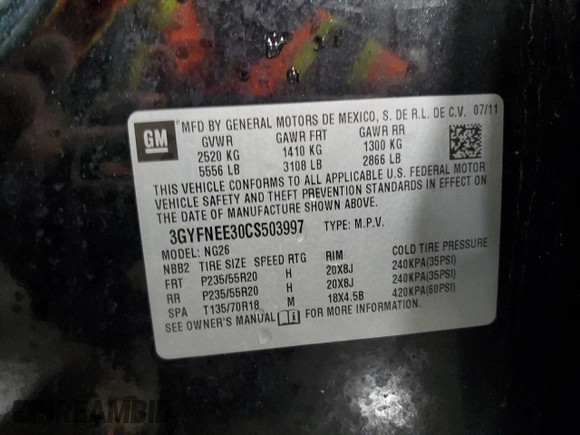 GM
MFD BY GENERAL MOTORS DE MEXICO, S. DE R.L. DE C.V. 07/11
GVWR GAWR FRT GAWR RR
2520 KG 1410 KG 1300 KG
5556 LB 3108 LB 2866 LB
THIS VEHICLE CONFORMS TO ALL APPLICABLE U.S. FEDERAL MOTOR
VEHICLE SAFETY AND THEFT PREVENTION STANDARDS IN EFFECT ON
THE DATE OF MANUFACTURE SHOWN ABOVE.
3GYFNEE30CS503997 TYPE: M.P.V.
MODEL: NG26
NBB2 TIRE SIZE SPEED RTG RIM COLD TIRE PRESSURE
FRT P235/55R20 H 20X8J 240KPA(35PSI)
RR P235/55R20 H 20X8J 240KPA(35PSI)
SPA T135/70R18 M 18X4.5B 420KPA(60PSI)
SEE OWNER'S MANUAL FOR MORE INFORMATION.